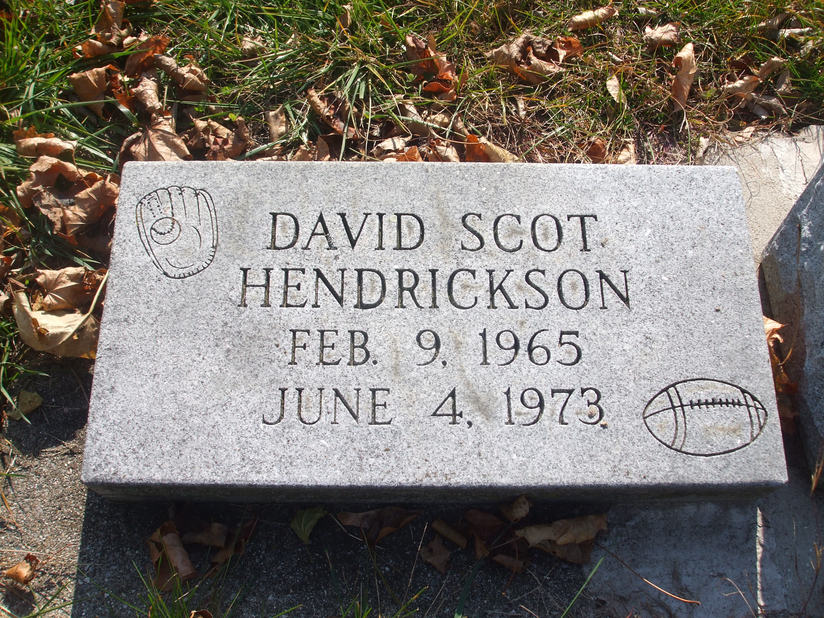 DAVID SCOT
HENDRICKSON
FEB. 9, 1965
JUNE 4, 1973